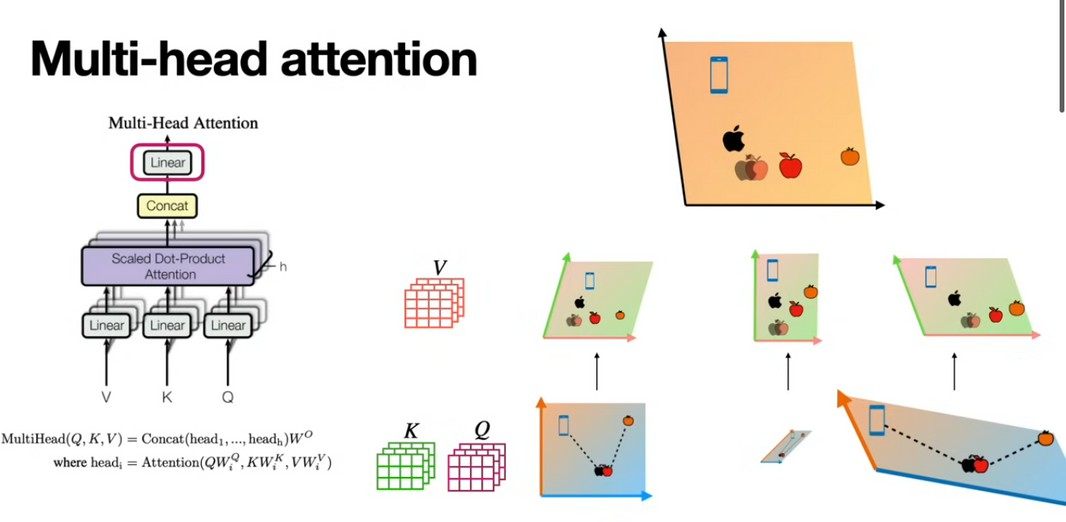 Multi-head attention
Multi-Head Attention
Linear
Concat
Scaled Dot-Product
Attention
h
Linear
Linear
Linear
V
K
Q
MultiHead(Q, K, V) = Concat(head₁, ..., headₕ)Wᴼ
where headᵢ = Attention(QWᵢ^Q, KWᵢ^K, VWᵢ^V)
V
K
Q